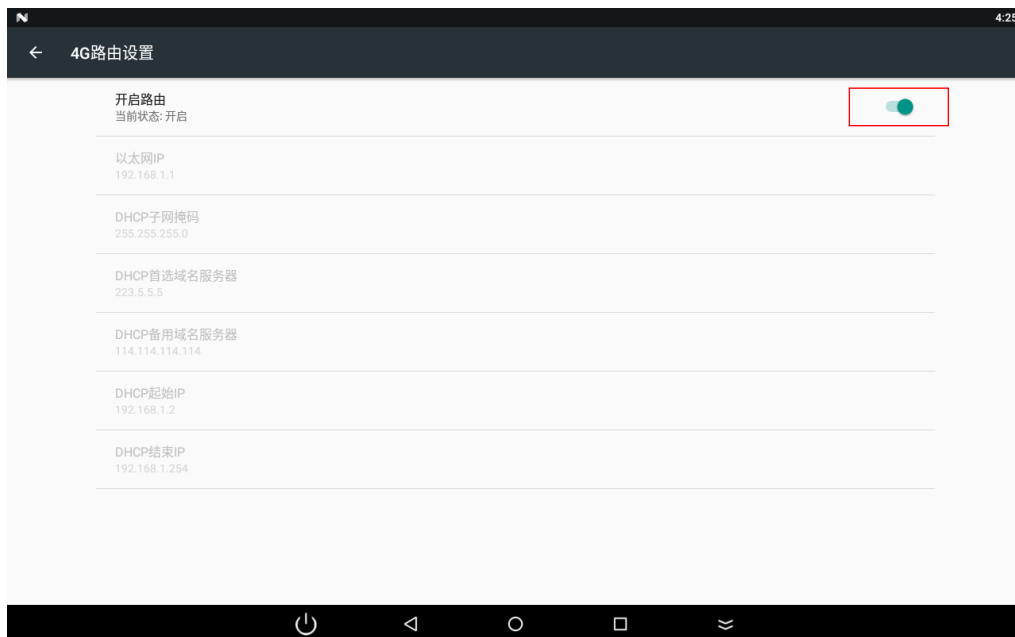 4:25
4G路由设置
开启路由
当前状态: 开启
以太网IP
192.168.1.1
DHCP子网掩码
255.255.255.0
DHCP首选域名服务器
223.5.5.5
DHCP备用域名服务器
114.114.114.114
DHCP起始IP
192.168.1.2
DHCP结束IP
192.168.1.254